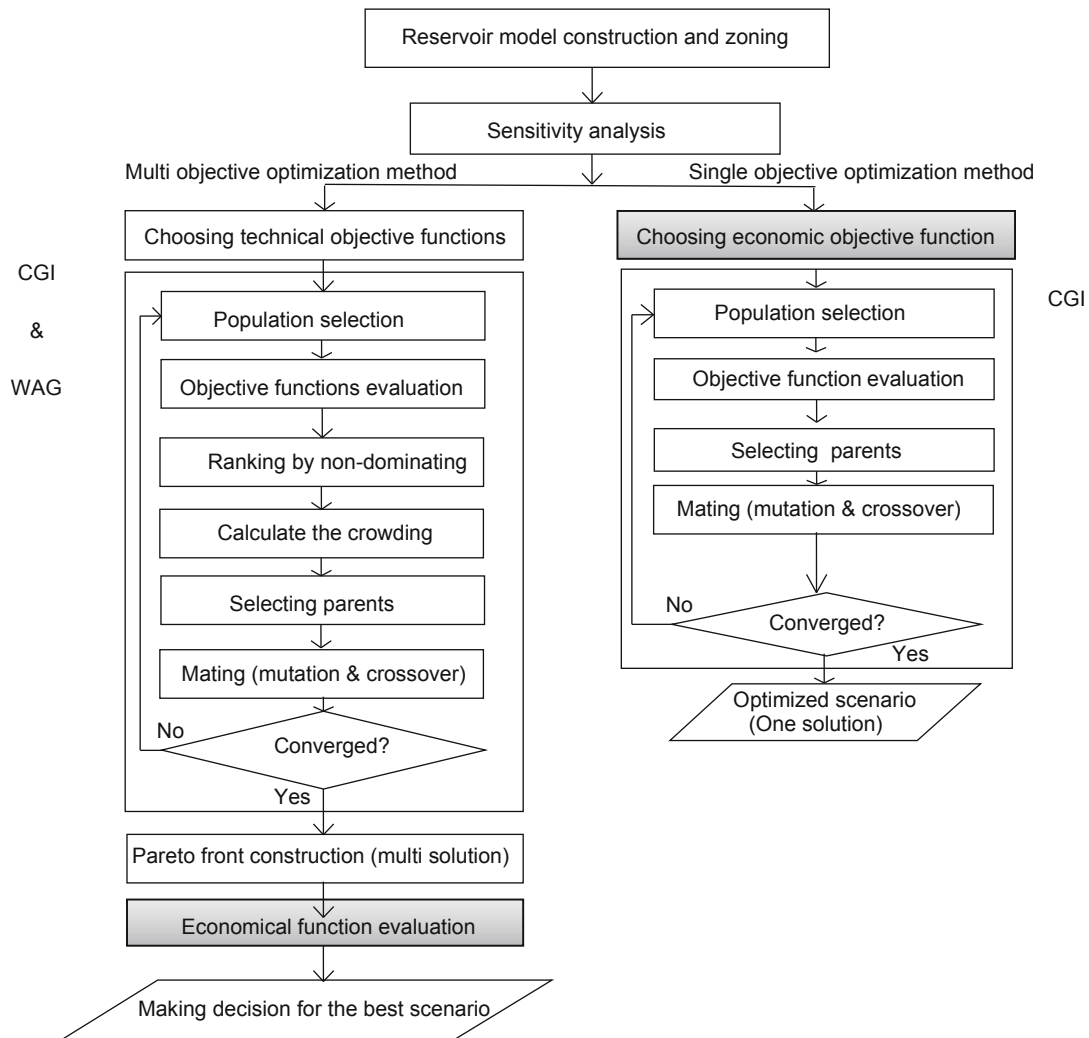 Reservoir model construction and zoning
Sensitivity analysis
Multi objective optimization method
Single objective optimization method
Choosing technical objective functions
Choosing economic objective function
CGI
&
WAG
Population selection
Objective functions evaluation
Ranking by non-dominating
Calculate the crowding
Selecting parents
Mating (mutation & crossover)
No
Converged?
Yes
Pareto front construction (multi solution)
Economical function evaluation
Making decision for the best scenario
CGI
Population selection
Objective function evaluation
Selecting parents
Mating (mutation & crossover)
No
Converged?
Yes
Optimized scenario
(One solution)